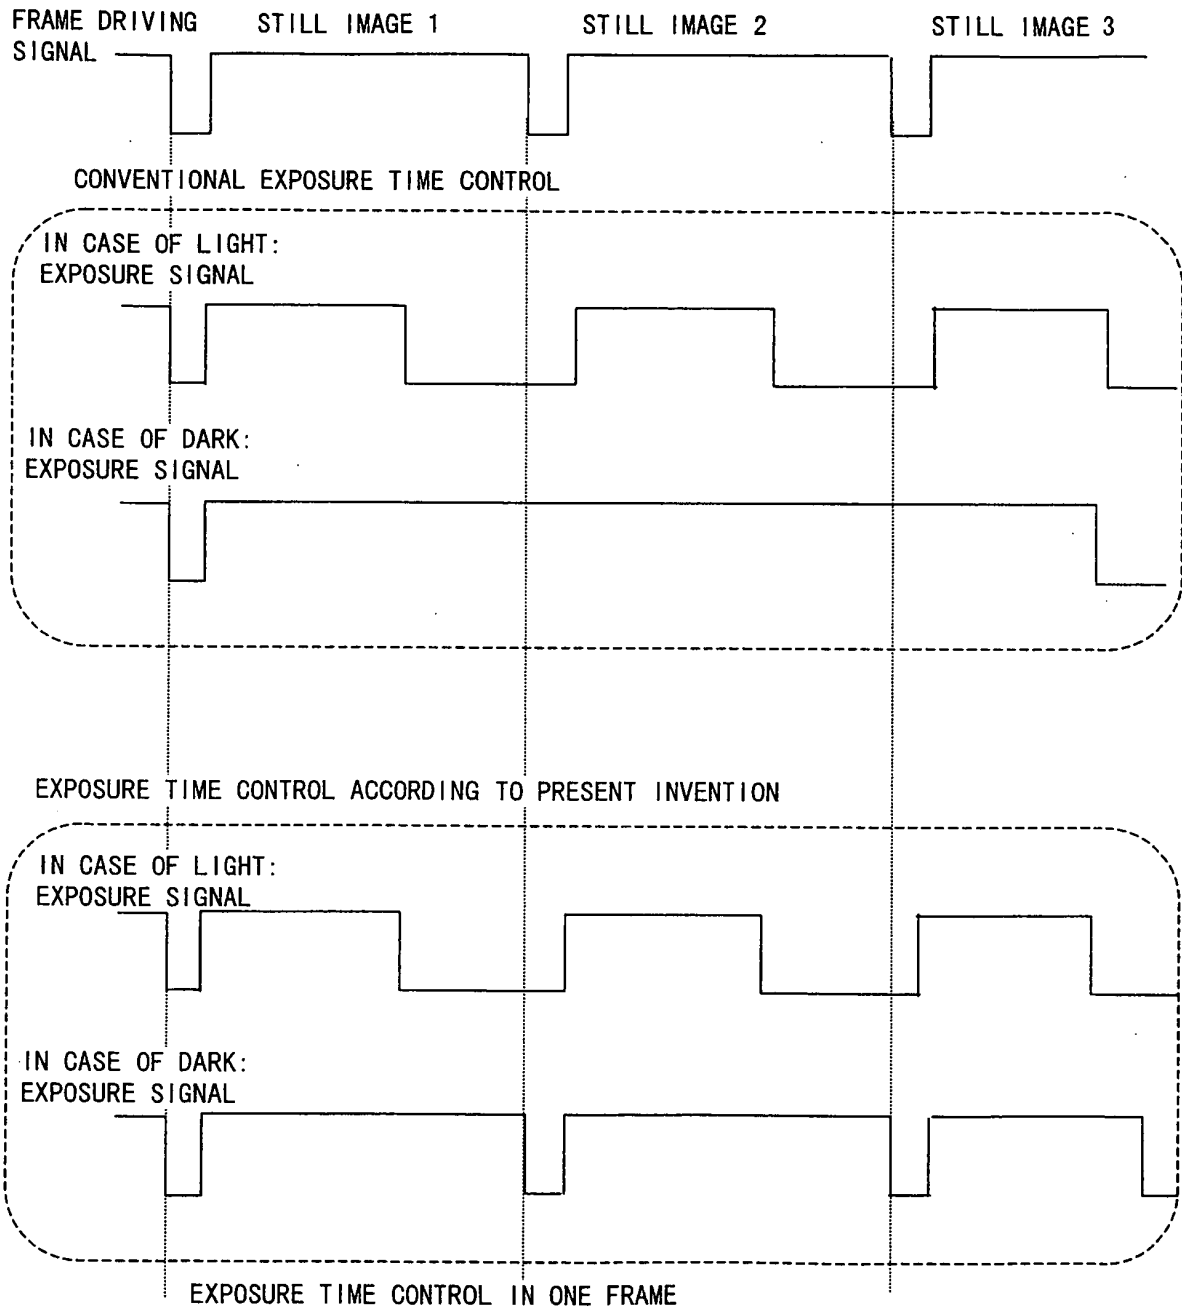 FRAME DRIVING SIGNAL
STILL IMAGE 1
STILL IMAGE 2
STILL IMAGE 3
CONVENTIONAL EXPOSURE TIME CONTROL
IN CASE OF LIGHT:
EXPOSURE SIGNAL
IN CASE OF DARK:
EXPOSURE SIGNAL
EXPOSURE TIME CONTROL ACCORDING TO PRESENT INVENTION
IN CASE OF LIGHT:
EXPOSURE SIGNAL
IN CASE OF DARK:
EXPOSURE SIGNAL
EXPOSURE TIME CONTROL IN ONE FRAME